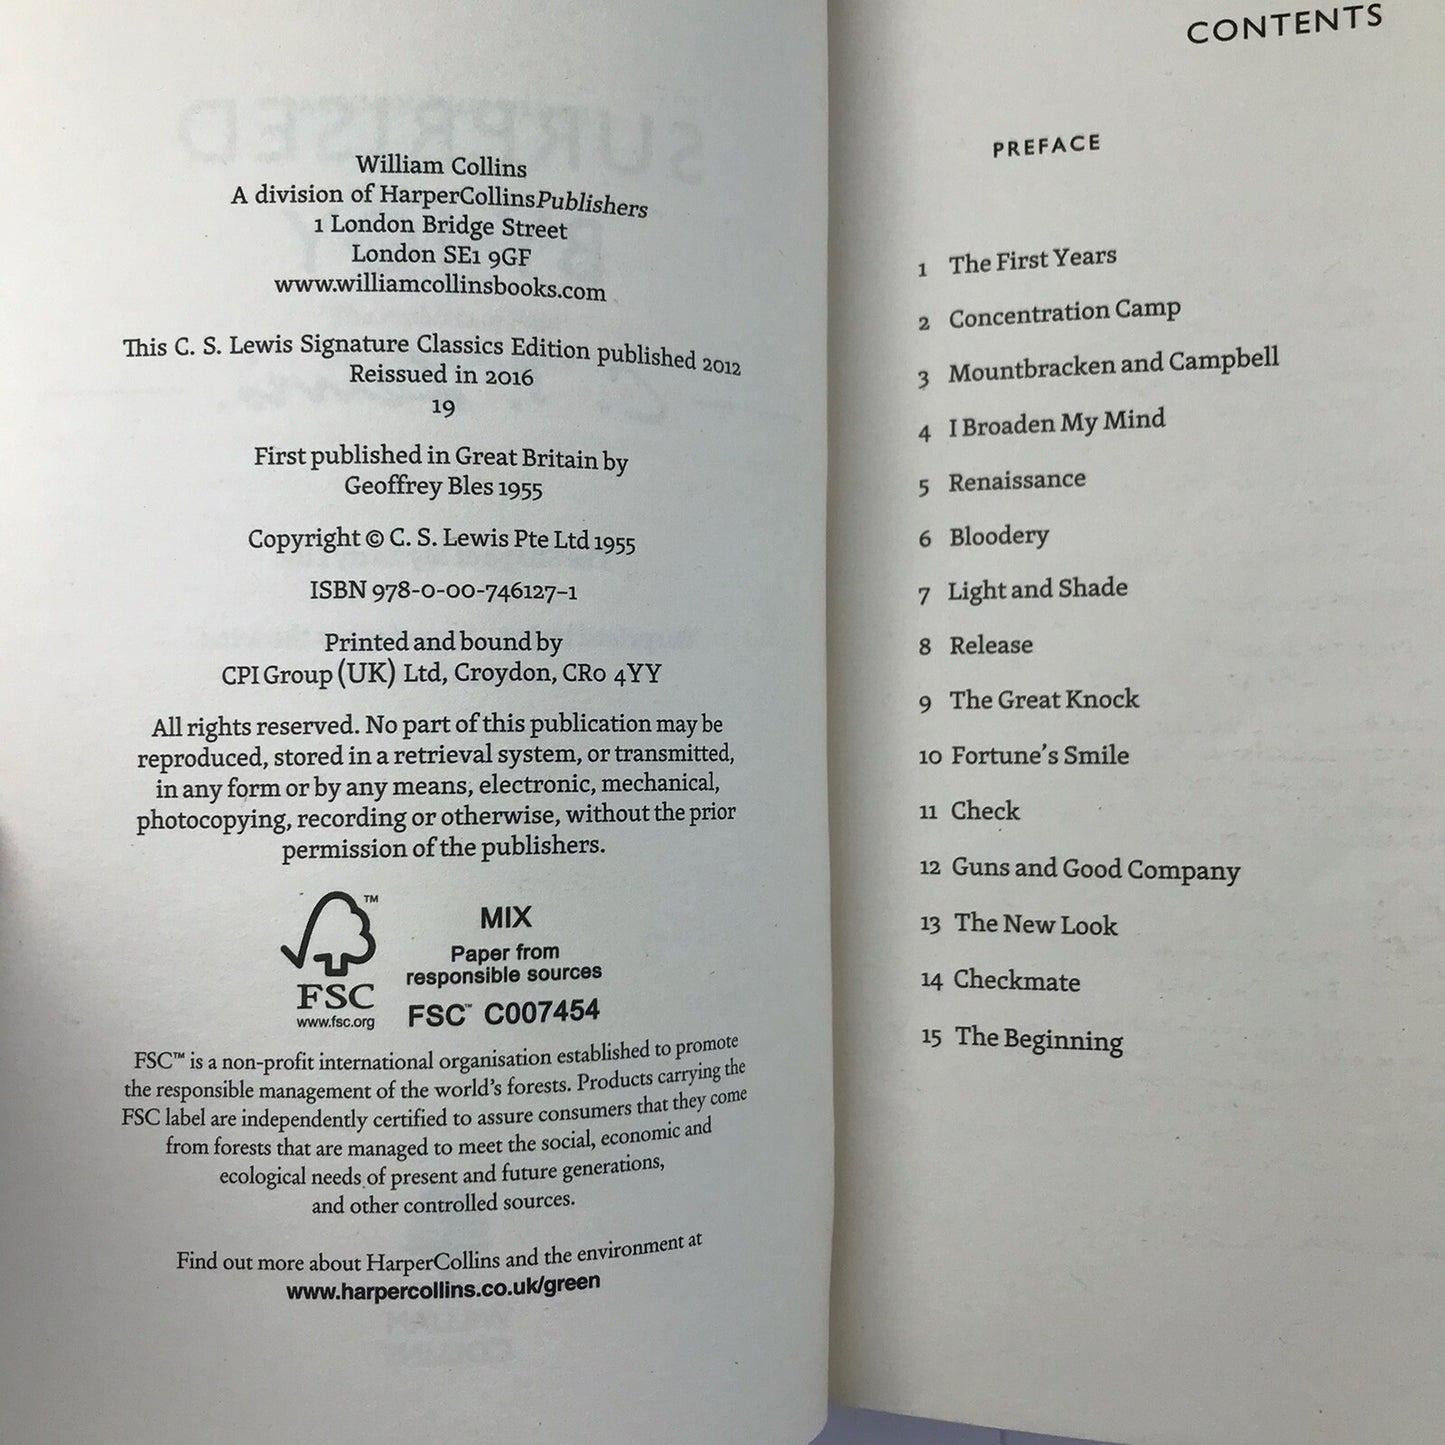 William Collins
A division of HarperCollinsPublishers
1 London Bridge Street
London SE1 9GF
www.williamcollinsbooks.com
This C. S. Lewis Signature Classics Edition published 2012
Reissued in 2016
19
First published in Great Britain by
Geoffrey Bles 1955
Copyright © C. S. Lewis Pte Ltd 1955
ISBN 978-0-00-746127-1
Printed and bound by
CPI Group (UK) Ltd, Croydon, CR0 4YY
All rights reserved. No part of this publication may be
reproduced, stored in a retrieval system, or transmitted,
in any form or by any means, electronic, mechanical,
photocopying, recording or otherwise, without the prior
permission of the publishers.
™
FSC
www.fsc.org
MIX
Paper from
responsible sources
FSC™ C007454
FSC™ is a non-profit international organisation established to promote
the responsible management of the world's forests. Products carrying the
FSC label are independently certified to assure consumers that they come
from forests that are managed to meet the social, economic and
ecological needs of present and future generations,
and other controlled sources.
Find out more about HarperCollins and the environment at
www.harpercollins.co.uk/green
CONTENTS
PREFACE
1 The First Years
2 Concentration Camp
3 Mountbracken and Campbell
4 I Broaden My Mind
5 Renaissance
6 Bloodery
7 Light and Shade
8 Release
9 The Great Knock
10 Fortune's Smile
11 Check
12 Guns and Good Company
13 The New Look
14 Checkmate
15 The Beginning